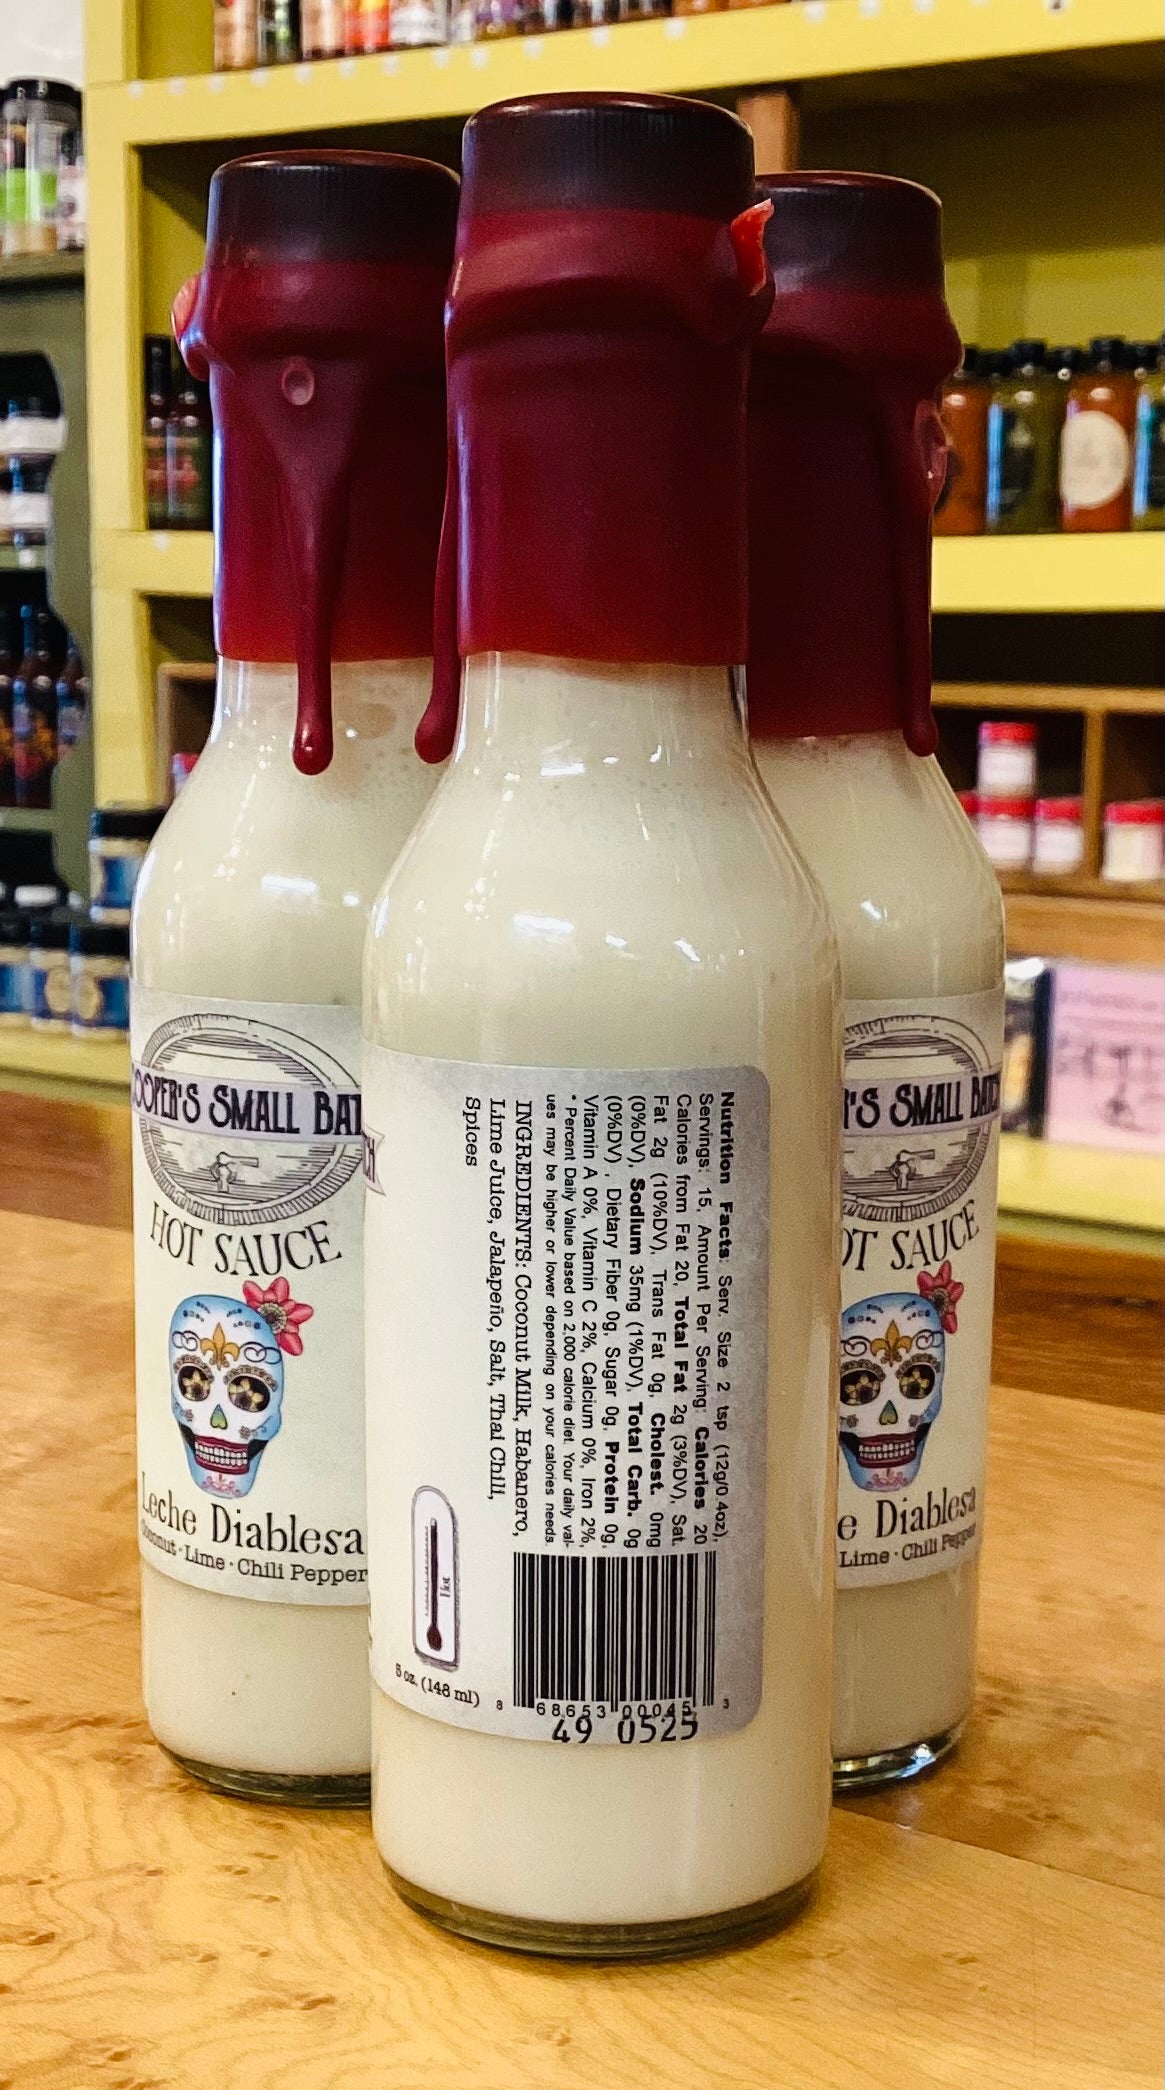 COOPER'S SMALL BAT
HOT SAUCE
Leche Diablesa
Coconut · Lime · Chili Pepper
CH
Nutrition Facts: Serv. Size 2 tsp (12g/0.4oz),
Servings: 15, Amount Per Serving: Calories 20
Calories from Fat 20, Total Fat 2g (3%DV), Sat.
Fat 2g (10%DV), Trans Fat 0g, Cholest. 0mg
(0%DV), Sodium 35mg (1%DV), Total Carb. 0g
(0%DV) , Dietary Fiber 0g, Sugar 0g, Protein 0g,
Vitamin A 0%, Vitamin C 2%, Calcium 0%, Iron 2%,
* Percent Daily Value based on 2,000 calorie diet. Your daily val-
ues may be higher or lower depending on your calories needs.
INGREDIENTS: Coconut Milk, Habanero,
Lime Juice, Jalapeño, Salt, Thai Chili,
Spices
5 oz. (148 ml)
8 68653 00045 3
49 0525
R'S SMALL BATC
OT SAUCE
e Diablesa
Lime · Chili Pepper